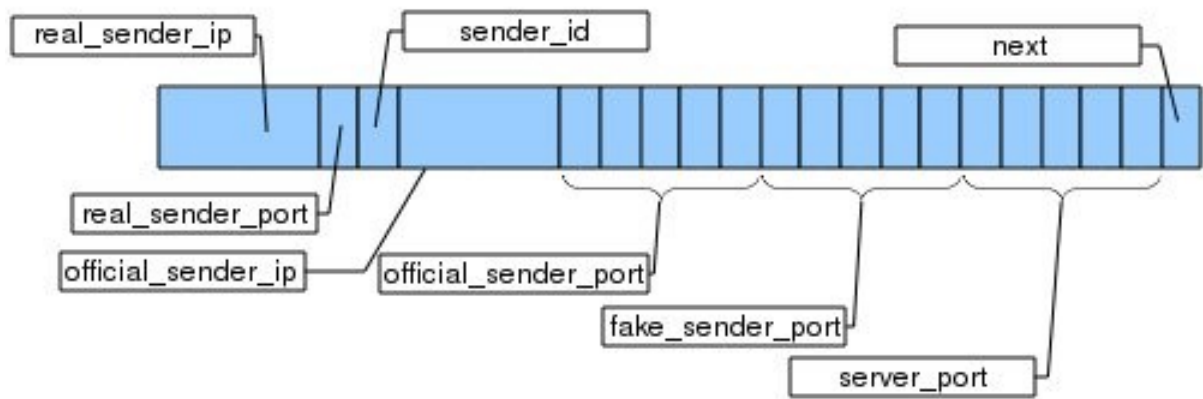 real_sender_ip
sender_id
next
real_sender_port
official_sender_ip
official_sender_port
fake_sender_port
server_port